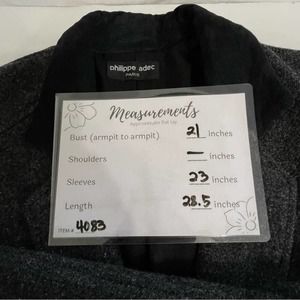 philippe adec
PARIS
Measurements
Approximate flat lay
Bust (armpit to armpit) 21 inches
Shoulders — inches
Sleeves 23 inches
Length 28.5 inches
ITEM # 4083